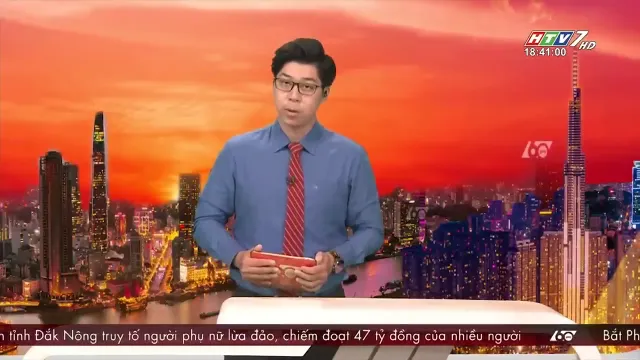 HTV7 HD
18:41:00
60
tỉnh Đắk Nông truy tố người phụ nữ lừa đảo, chiếm đoạt 47 tỷ đồng của nhiều người 60 Bắt